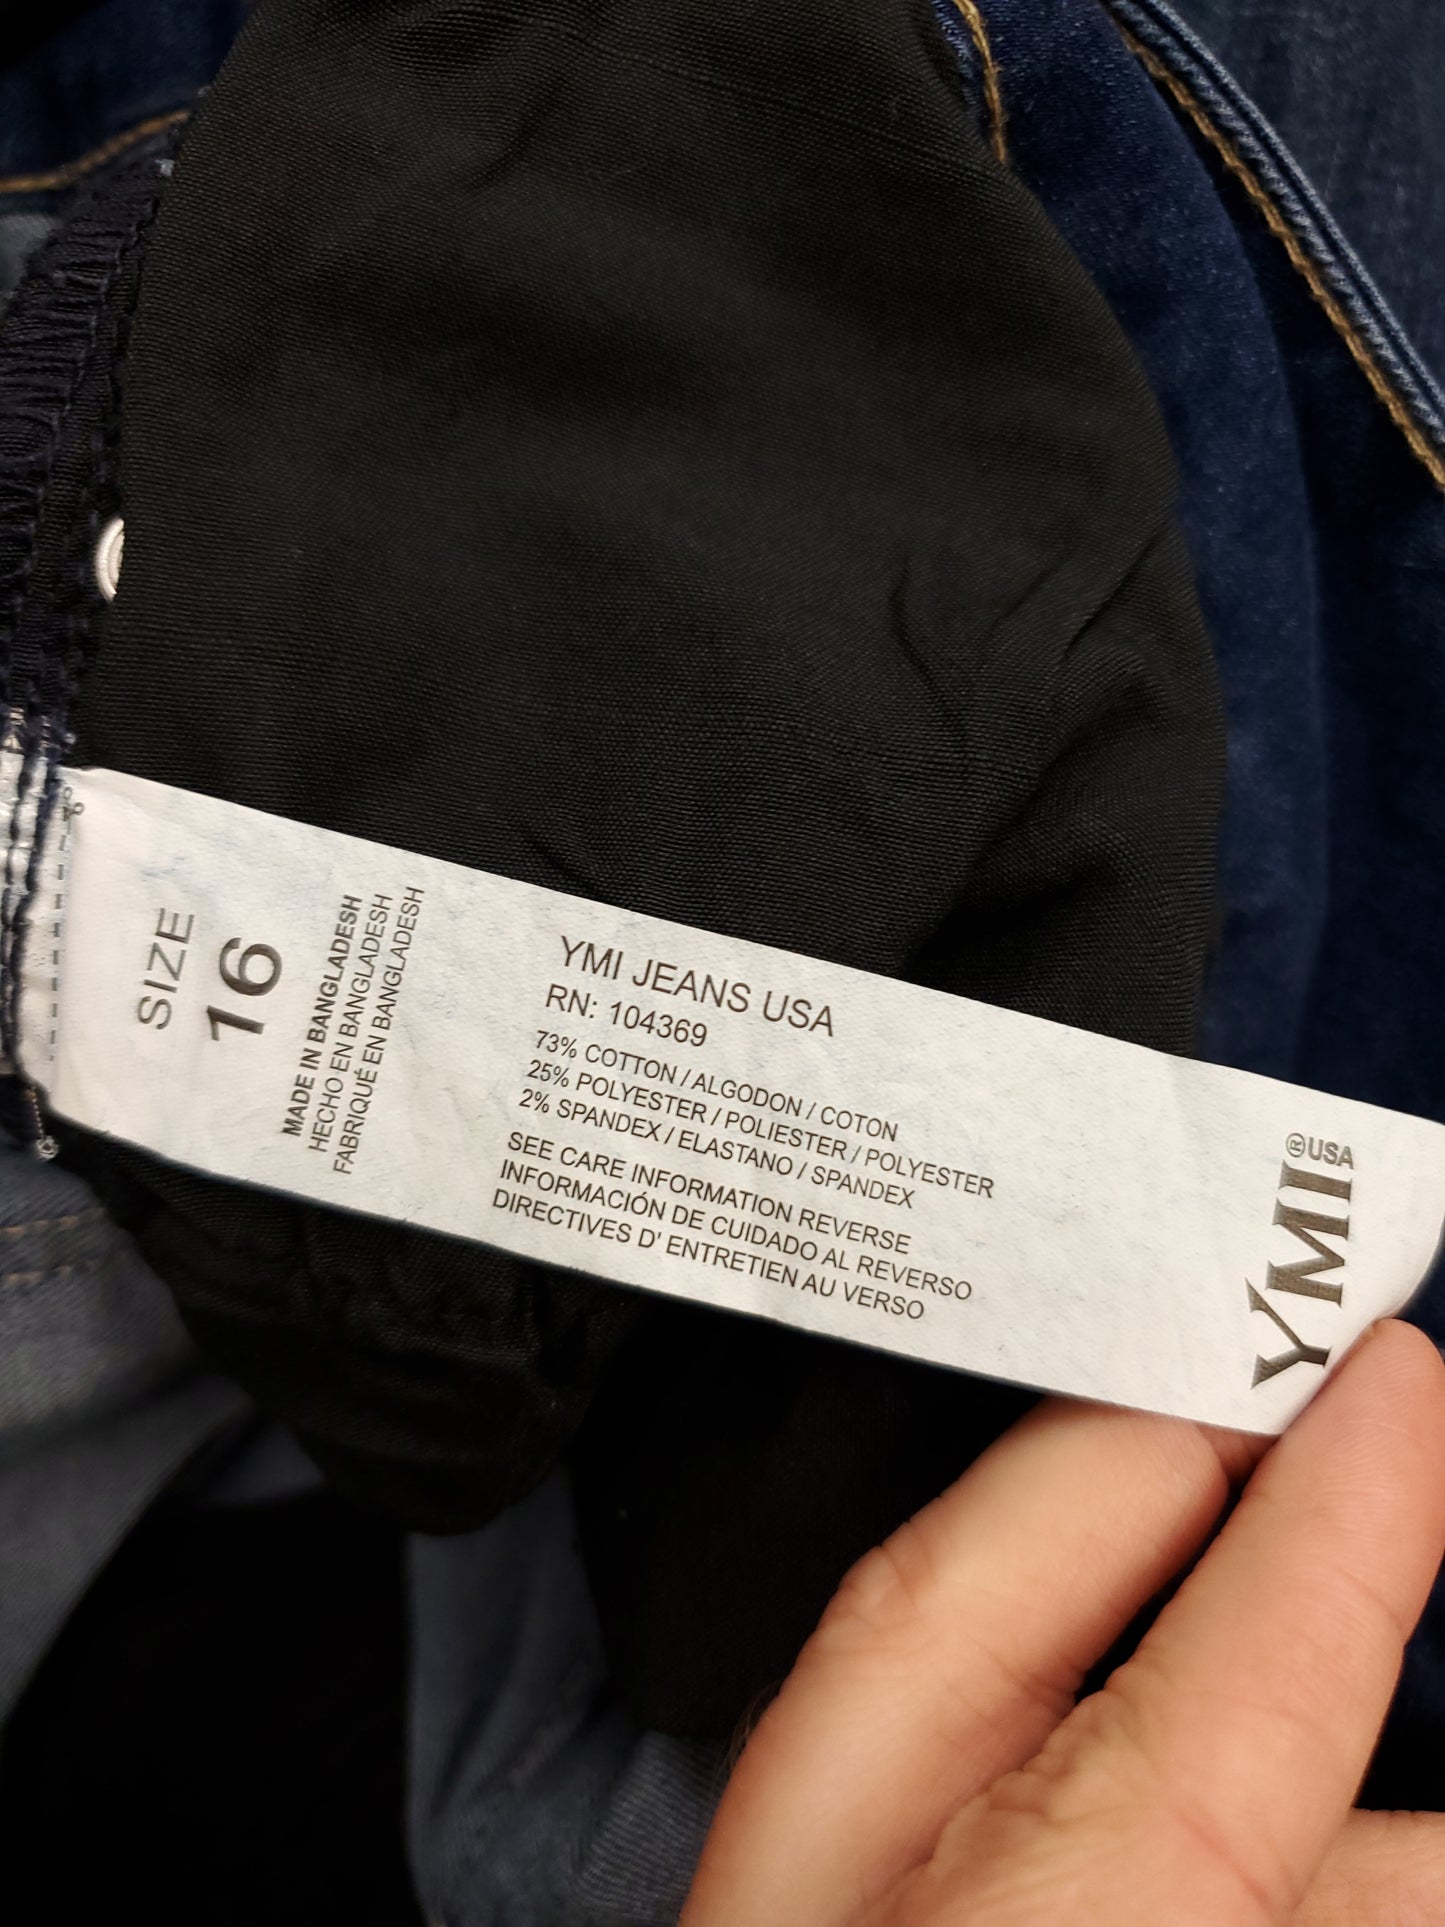 SIZE
16
MADE IN BANGLADESH
HECHO EN BANGLADESH
FABRIQUÉ EN BANGLADESH
YMI JEANS USA
RN: 104369
73% COTTON / ALGODON / COTON
25% POLYESTER / POLIESTER / POLYESTER
2% SPANDEX / ELASTANO / SPANDEX
SEE CARE INFORMATION REVERSE
INFORMACIÓN DE CUIDADO AL REVERSO
DIRECTIVES D' ENTRETIEN AU VERSO
YMI® USA